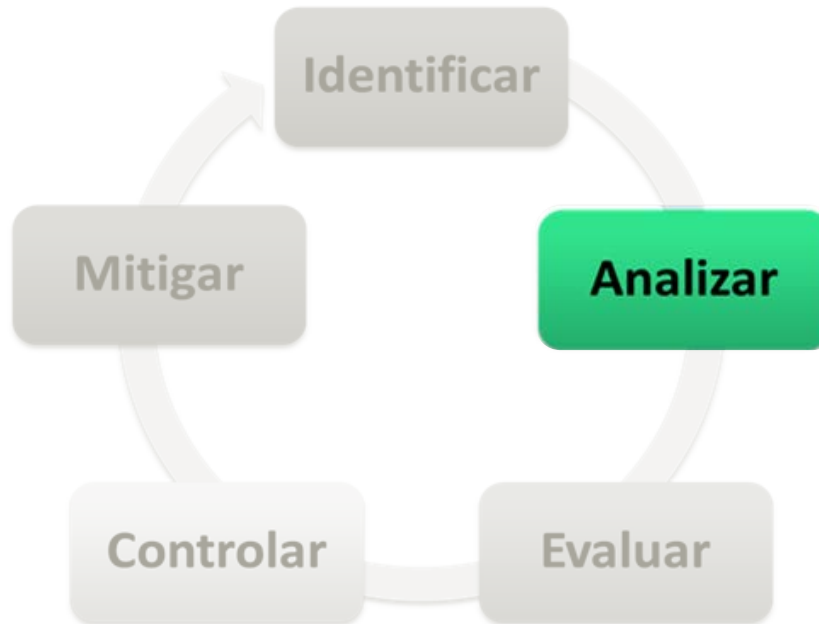 Identificar
Analizar
Evaluar
Controlar
Mitigar